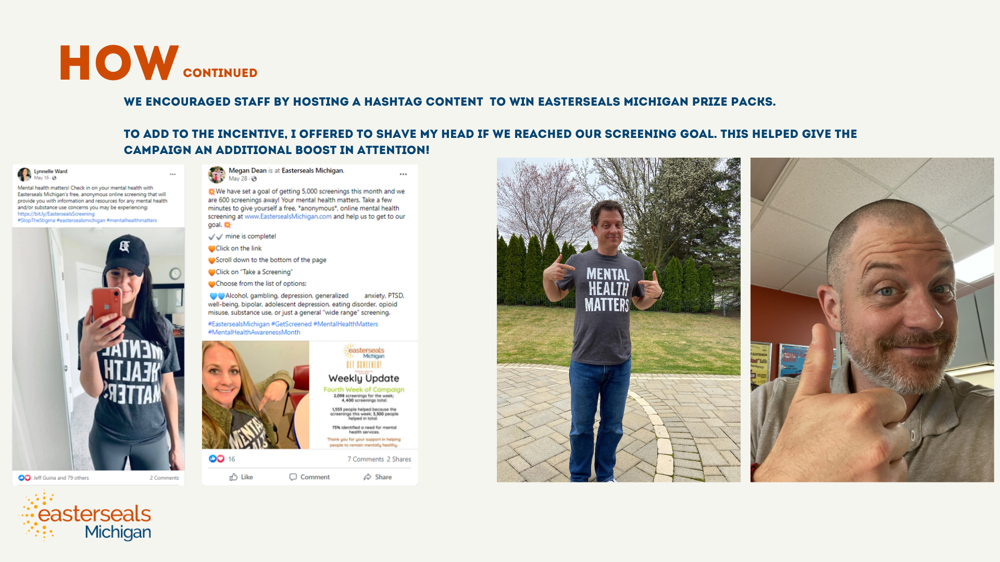 HOW CONTINUED
WE ENCOURAGED STAFF BY HOSTING A HASHTAG CONTENT TO WIN EASTERSEALS MICHIGAN PRIZE PACKS.
TO ADD TO THE INCENTIVE, I OFFERED TO SHAVE MY HEAD IF WE REACHED OUR SCREENING GOAL. THIS HELPED GIVE THE
CAMPAIGN AN ADDITIONAL BOOST IN ATTENTION!
Lynnelle Ward
May 16 ·
Mental health matters! Check in on your mental health with
Easterseals Michigan's free, anonymous online screening that will
provide you with information and resources for any mental health
and/or substance use concerns you may be experiencing:
https://bit.ly/EastersealsScreening
#StopTheStigma #eastersealsmichigan #mentalhealthmatters
MENTAL
HEALTH
MATTERS
Jeff Guina and 79 others 2 Comments
Megan Dean is at Easterseals Michigan.
May 28 ·
💥We have set a goal of getting 5,000 screenings this month and we
are 600 screenings away! Your mental health matters. Take a few
minutes to give yourself a free, *anonymous*, online mental health
screening at www.EastersealsMichigan.com and help us to get to our
goal. 💥
✔✔ mine is complete!
🧡Click on the link
🧡Scroll down to the bottom of the page
🧡Click on "Take a Screening"
🧡Choose from the list of options:
💙💙Alcohol, gambling, depression, generalized anxiety, PTSD,
well-being, bipolar, adolescent depression, eating disorder, opioid
misuse, substance use, or just a general "wide range" screening.
#EastersealsMichigan #GetScreened #MentalHealthMatters
#MentalHealthAwarenessMonth
easterseals
Michigan
GET SCREENED!
MENTAL HEALTH
MATTERS
Weekly Update
Fourth Week of Campaign
2,098 screenings for the week;
4,400 screenings total.
1,553 people helped because the
screenings this week; 3,300 people
helped in total.
75% identified a need for mental
health services.
Thank you for your support in helping
people to remain mentally healthy.
16 7 Comments 2 Shares
Like Comment Share
MENTAL
HEALTH
MATTERS
Classic Car
Raffle
easterseals
Michigan